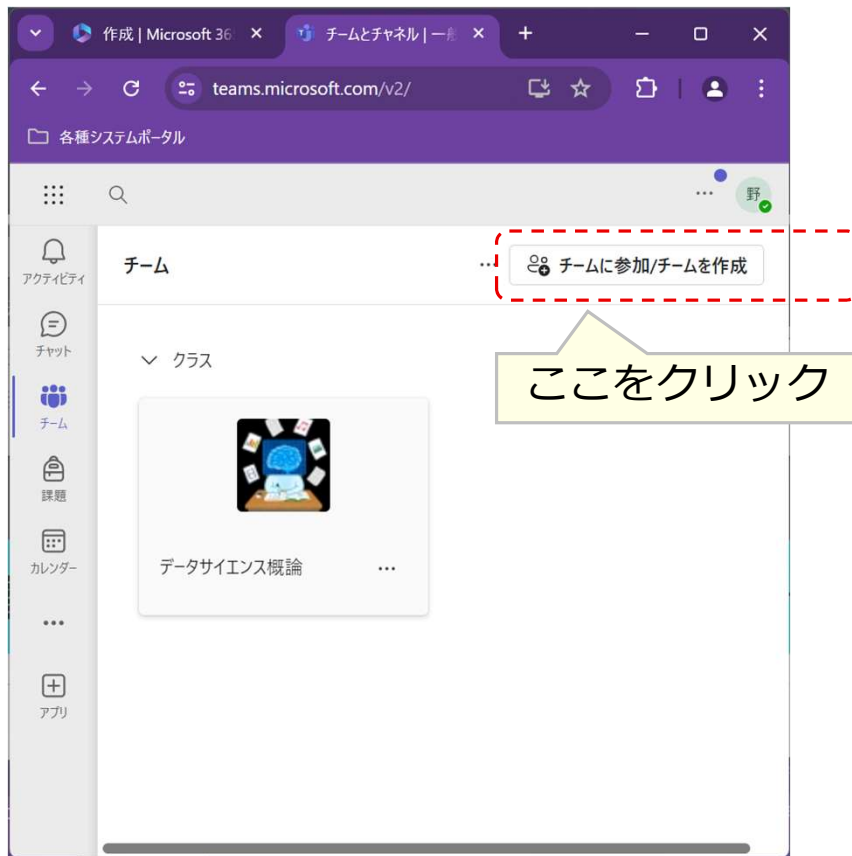 作成 | Microsoft 36
チームとチャネル | 一般
teams.microsoft.com/v2/
各種システムポータル
野
アクティビティ
チーム
チームに参加/チームを作成
チャット
クラス
ここをクリック
チーム
課題
カレンダー
データサイエンス概論
アプリ